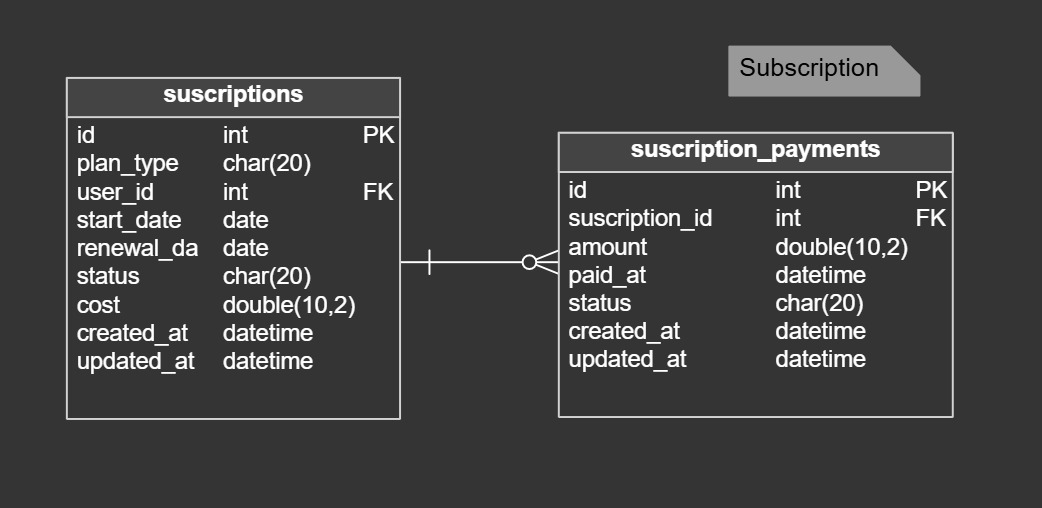 Subscription
suscriptions
id int PK
plan_type char(20)
user_id int FK
start_date date
renewal_da date
status char(20)
cost double(10,2)
created_at datetime
updated_at datetime
suscription_payments
id int PK
suscription_id int FK
amount double(10,2)
paid_at datetime
status char(20)
created_at datetime
updated_at datetime